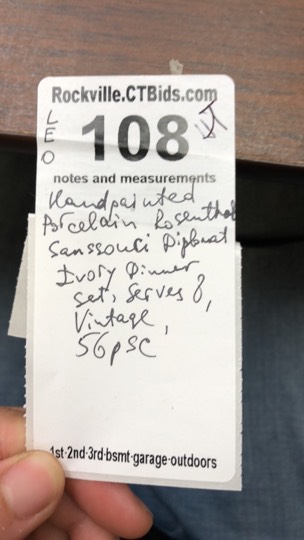 Rockville.CTBids.com
LEO
108
notes and measurements
Handpainted
Porcelain Rosenthal
Sanssouci Diplomat
Ivory Dinner
set, serves 8,
Vintage,
56psc
1st·2nd·3rd·bsmt·garage·outdoors